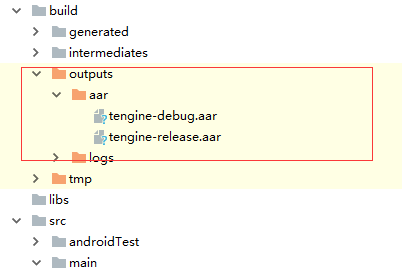 build
generated
intermediates
outputs
aar
tengine-debug.aar
tengine-release.aar
logs
tmp
libs
src
androidTest
main